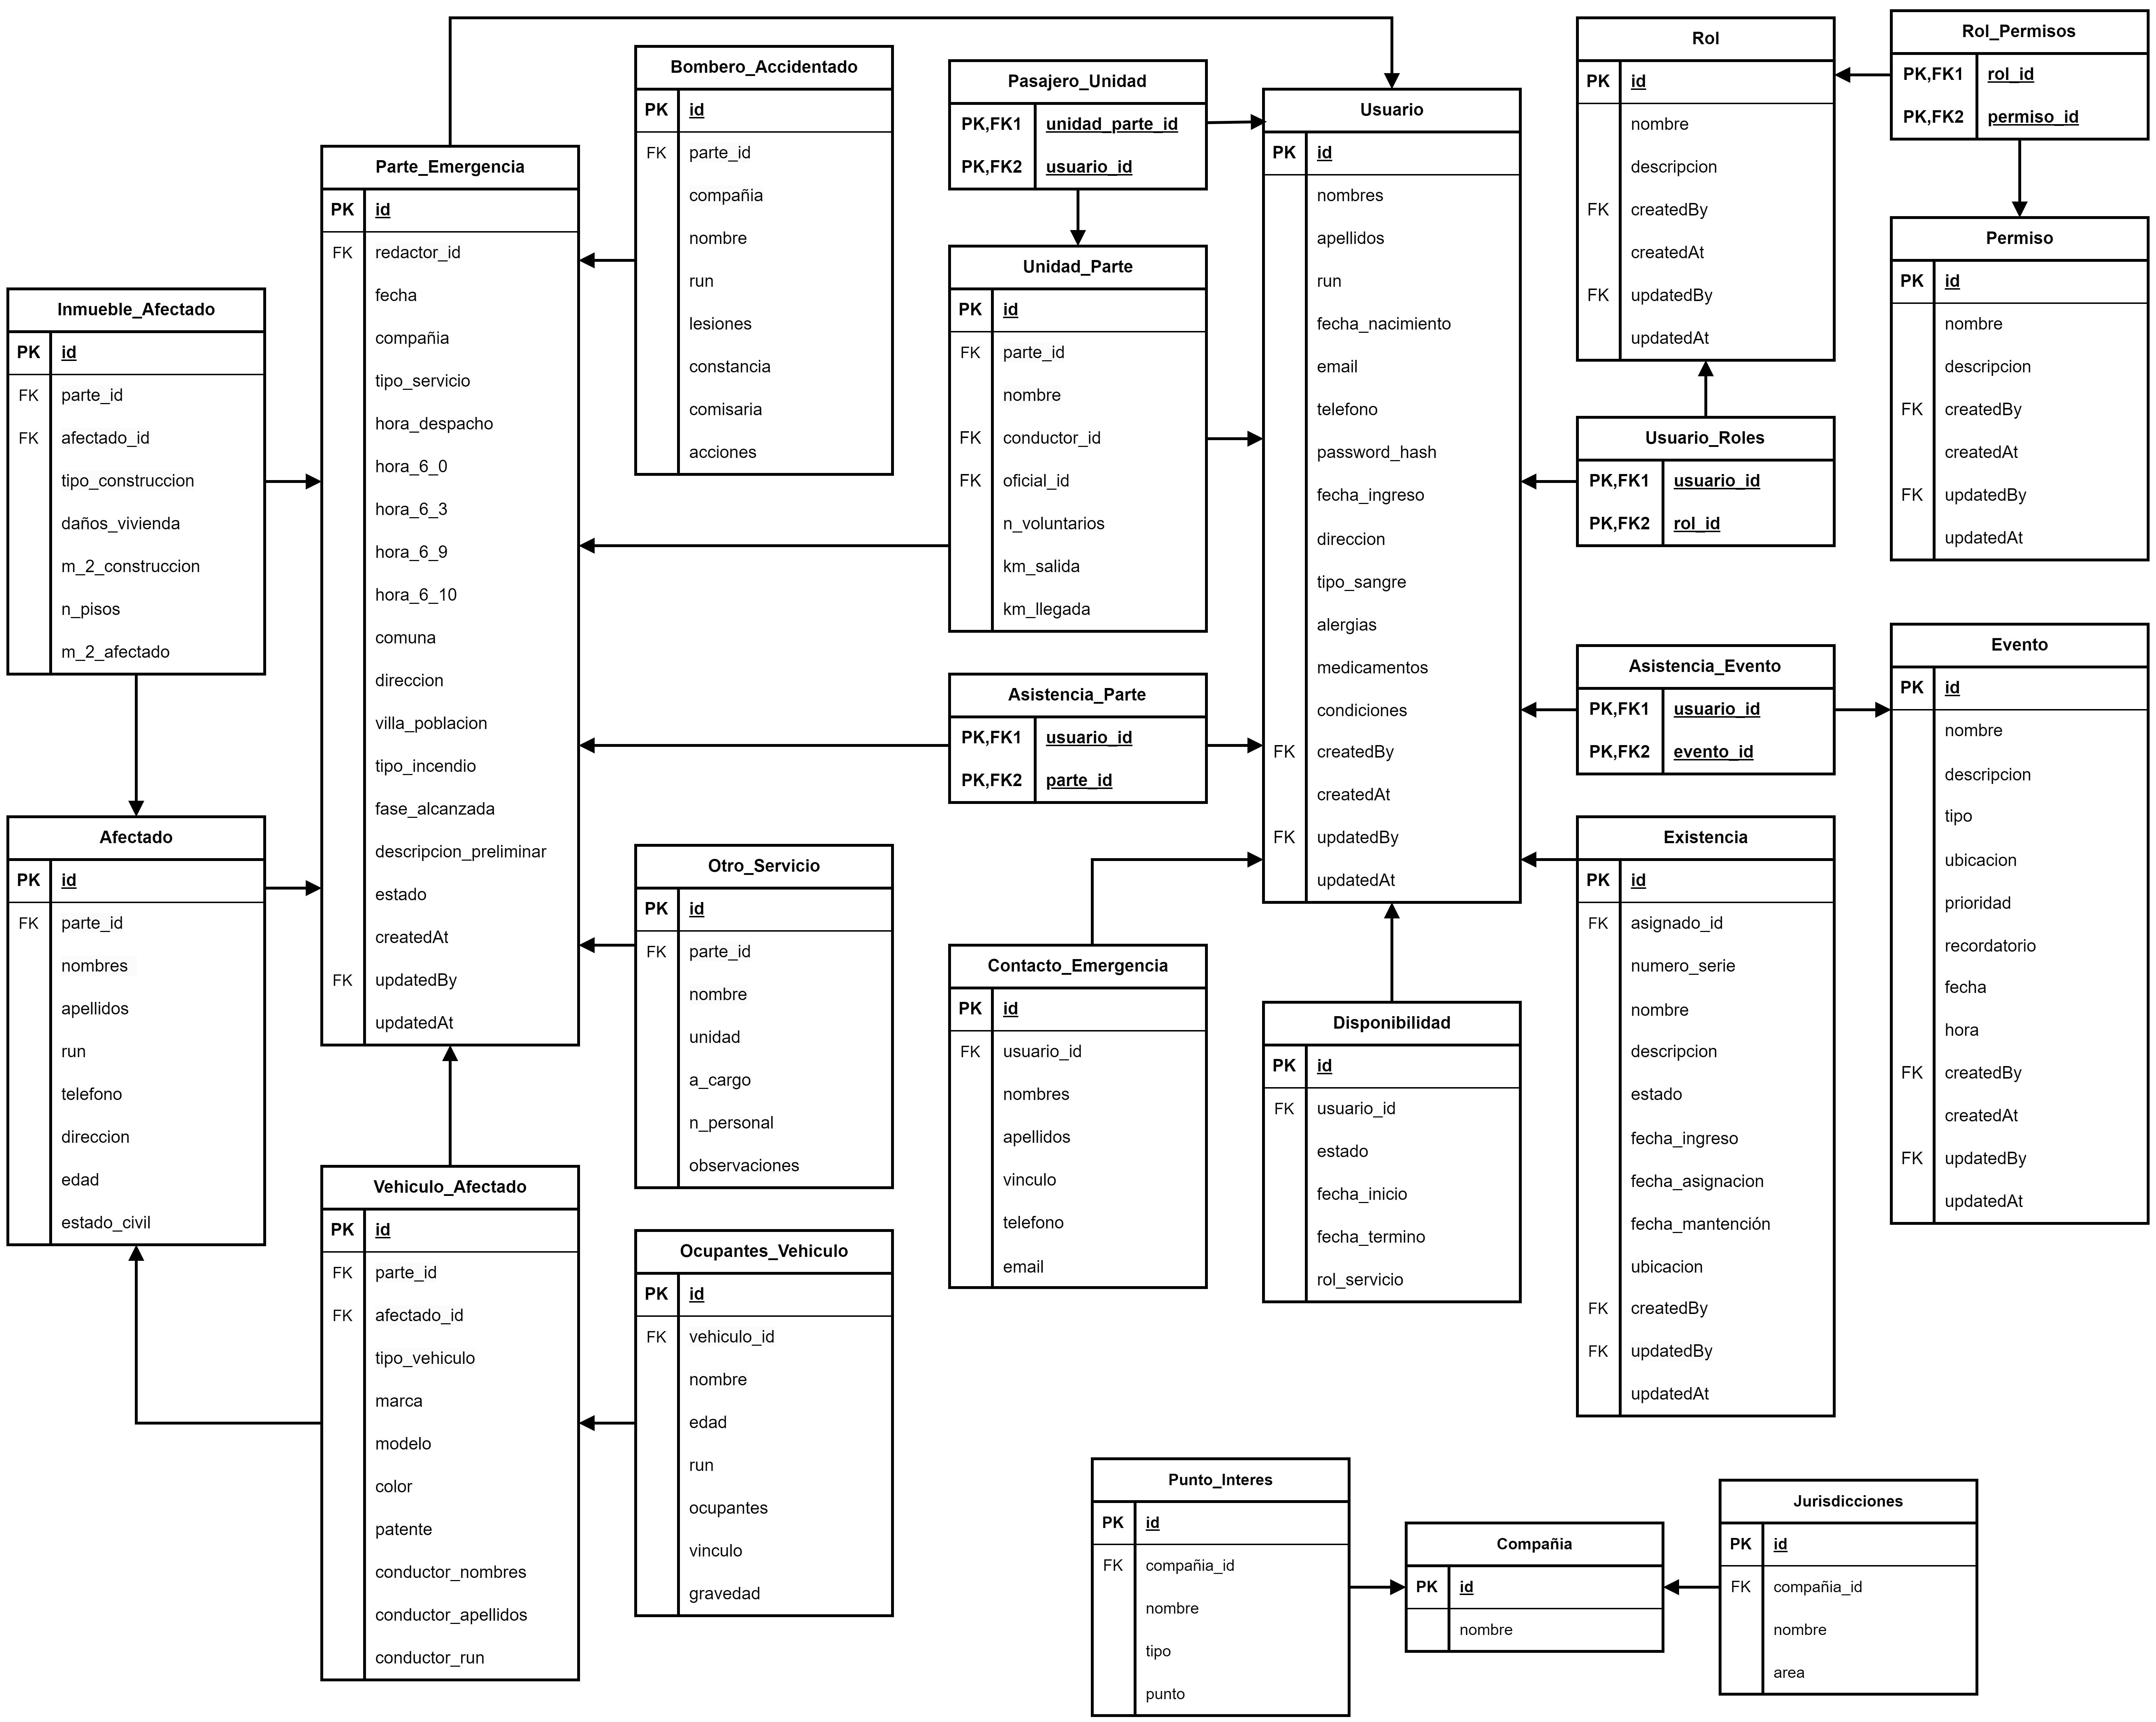 Parte_Emergencia
PK id
FK redactor_id
fecha
compañia
tipo_servicio
hora_despacho
hora_6_0
hora_6_3
hora_6_9
hora_6_10
comuna
direccion
villa_poblacion
tipo_incendio
fase_alcanzada
descripcion_preliminar
estado
createdAt
FK updatedBy
updatedAt
Bombero_Accidentado
PK id
FK parte_id
compañia
nombre
run
lesiones
constancia
comisaria
acciones
Pasajero_Unidad
PK,FK1 unidad_parte_id
PK,FK2 usuario_id
Usuario
PK id
nombres
apellidos
run
fecha_nacimiento
email
telefono
password_hash
fecha_ingreso
direccion
tipo_sangre
alergias
medicamentos
condiciones
FK createdBy
createdAt
FK updatedBy
updatedAt
Rol
PK id
nombre
descripcion
FK createdBy
createdAt
FK updatedBy
updatedAt
Rol_Permisos
PK,FK1 rol_id
PK,FK2 permiso_id
Permiso
PK id
nombre
descripcion
FK createdBy
createdAt
FK updatedBy
updatedAt
Inmueble_Afectado
PK id
FK parte_id
FK afectado_id
tipo_construccion
daños_vivienda
m_2_construccion
n_pisos
m_2_afectado
Unidad_Parte
PK id
FK parte_id
nombre
FK conductor_id
FK oficial_id
n_voluntarios
km_salida
km_llegada
Usuario_Roles
PK,FK1 usuario_id
PK,FK2 rol_id
Asistencia_Parte
PK,FK1 usuario_id
PK,FK2 parte_id
Asistencia_Evento
PK,FK1 usuario_id
PK,FK2 evento_id
Evento
PK id
nombre
descripcion
tipo
ubicacion
prioridad
recordatorio
fecha
hora
FK createdBy
createdAt
FK updatedBy
updatedAt
Afectado
PK id
FK parte_id
nombres
apellidos
run
telefono
direccion
edad
estado_civil
Otro_Servicio
PK id
FK parte_id
nombre
unidad
a_cargo
n_personal
observaciones
Contacto_Emergencia
PK id
FK usuario_id
nombres
apellidos
vinculo
telefono
email
Disponibilidad
PK id
FK usuario_id
estado
fecha_inicio
fecha_termino
rol_servicio
Existencia
PK id
FK asignado_id
numero_serie
nombre
descripcion
estado
fecha_ingreso
fecha_asignacion
fecha_mantención
ubicacion
FK createdBy
FK updatedBy
updatedAt
Vehiculo_Afectado
PK id
FK parte_id
FK afectado_id
tipo_vehiculo
marca
modelo
color
patente
conductor_nombres
conductor_apellidos
conductor_run
Ocupantes_Vehiculo
PK id
FK vehiculo_id
nombre
edad
run
ocupantes
vinculo
gravedad
Punto_Interes
PK id
FK compañia_id
nombre
tipo
punto
Compañia
PK id
nombre
Jurisdicciones
PK id
FK compañia_id
nombre
area